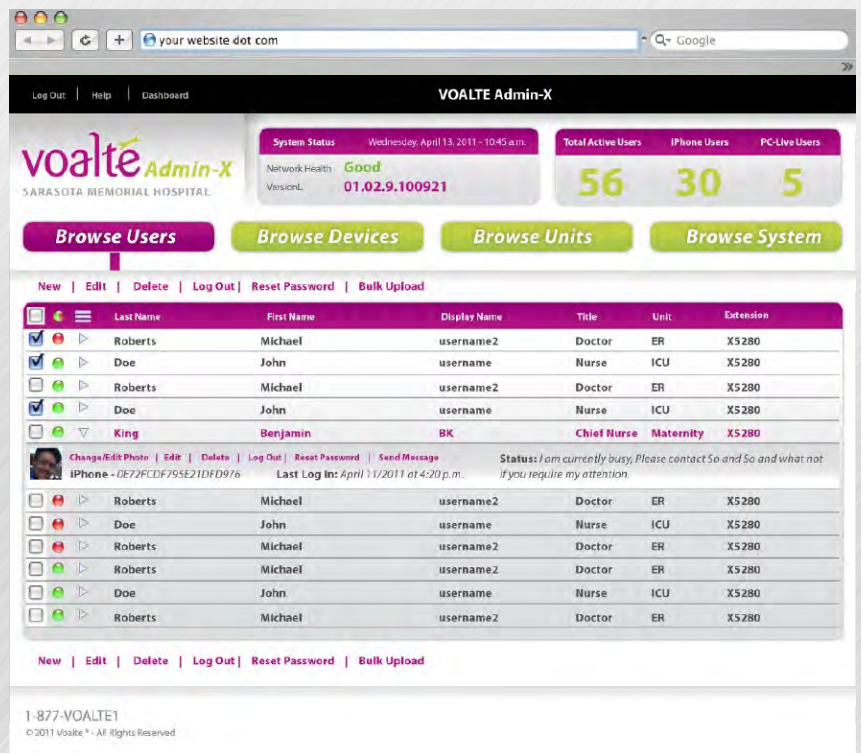 your website dot com
Google
Log Out | Help | Dashboard
VOALTE Admin-X
voalté Admin-X
SARASOTA MEMORIAL HOSPITAL
System Status Wednesday, April 13, 2011 - 10:45 a.m.
Network Health Good
VersionL 01.02.9.100921
Total Active Users iPhone Users PC-Live Users
56 30 5
Browse Users Browse Devices Browse Units Browse System
New | Edit | Delete | Log Out | Reset Password | Bulk Upload
Last Name First Name Display Name Title Unit Extension
Roberts Michael username2 Doctor ER X5280
Doe John username Nurse ICU X5280
Roberts Michael username2 Doctor ER X5280
Doe John username Nurse ICU X5280
King Benjamin BK Chief Nurse Maternity X5280
Change/Edit Photo | Edit | Delete | Log Out | Reset Password | Send Message
iPhone - 0E72FCDF795E21DFD976 Last Log In: April 11/2011 at 4:20 p.m.
Status: I am currently busy, Please contact So and So and what not
if you require my attention.
Roberts Michael username2 Doctor ER X5280
Doe John username Nurse ICU X5280
Roberts Michael username2 Doctor ER X5280
Roberts Michael username2 Doctor ER X5280
Doe John username Nurse ICU X5280
Roberts Michael username2 Doctor ER X5280
New | Edit | Delete | Log Out | Reset Password | Bulk Upload
1-877-VOALTE1
© 2011 Voalte ® - All Rights Reserved